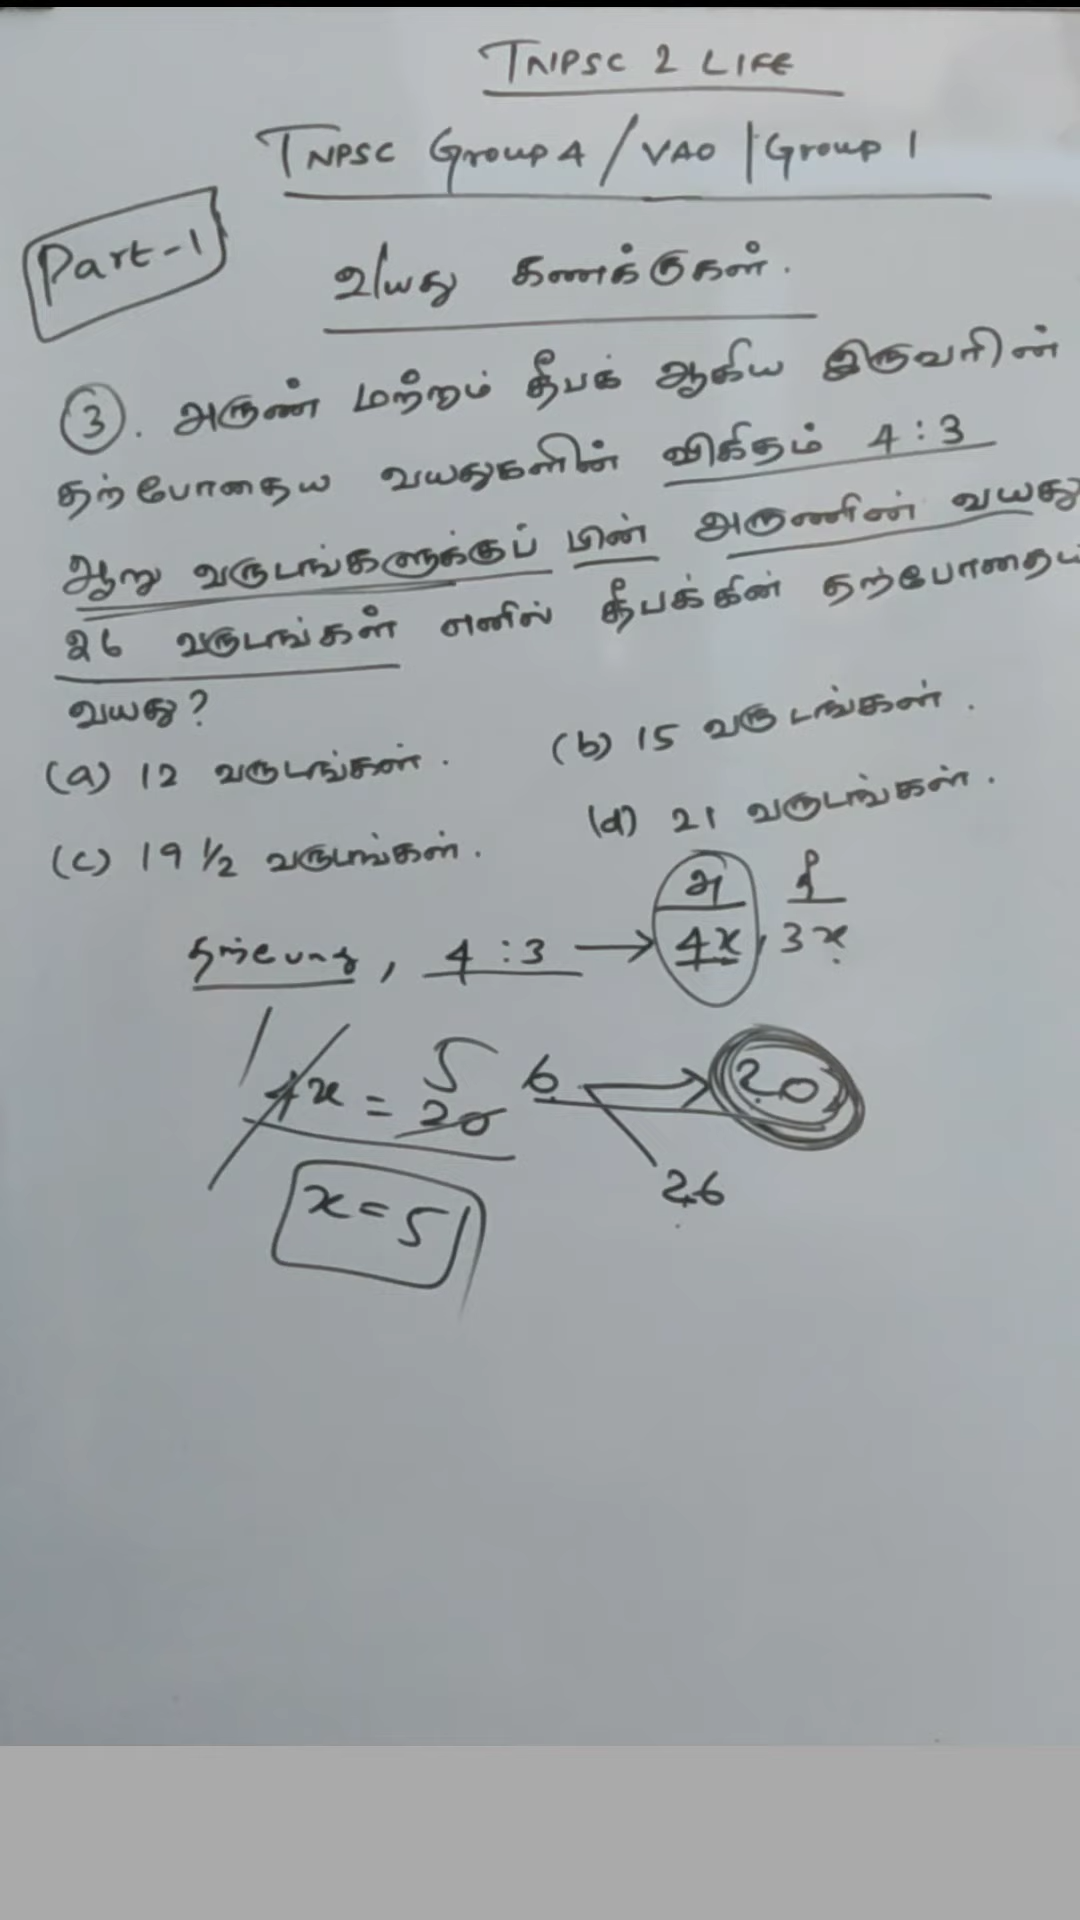 TNPSC 2 LIFE
TNPSC Group 4 / VAO | Group 1
Part-1
வயது கணக்குகள்.
3. அருண் மற்றும் தீபக் ஆகிய இருவரின்
தற்போதைய வயதுகளின் விகிதம் 4:3
ஆறு வருடங்களுக்குப் பின் அருணின் வயது
26 வருடங்கள் எனில் தீபக்கின் தற்போதைய
வயது?
(a) 12 வருடங்கள். (b) 15 வருடங்கள்.
(c) 19 1/2 வருடங்கள். (d) 21 வருடங்கள்.
அ தீ
தற்போது, 4:3 → 4x, 3x
5 6 → 20
4x = 20
26
x = 5